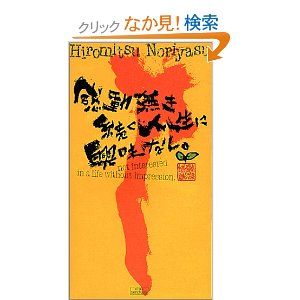 クリック なか見!検索
Hiromitsu Noriyasu
感動無き
続く人生に
興味なし。
not interested
in a life without impression.